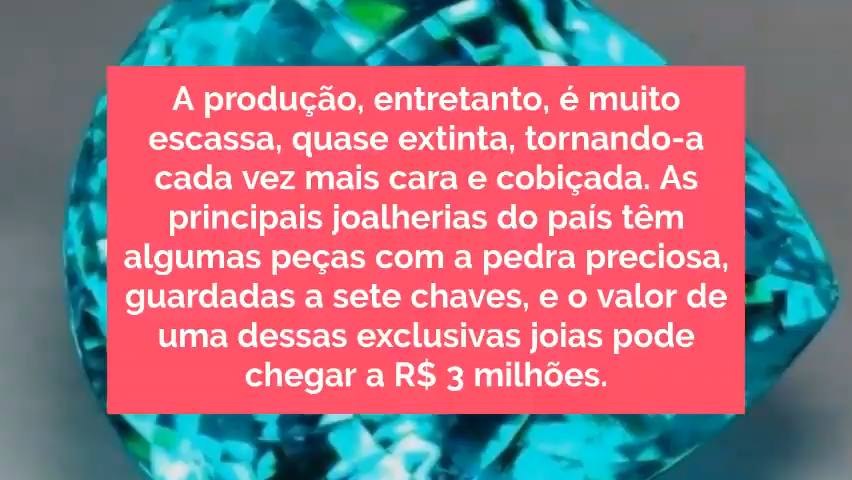 A produção, entretanto, é muito
escassa, quase extinta, tornando-a
cada vez mais cara e cobiçada. As
principais joalherias do país têm
algumas peças com a pedra preciosa,
guardadas a sete chaves, e o valor de
uma dessas exclusivas joias pode
chegar a R$ 3 milhões.